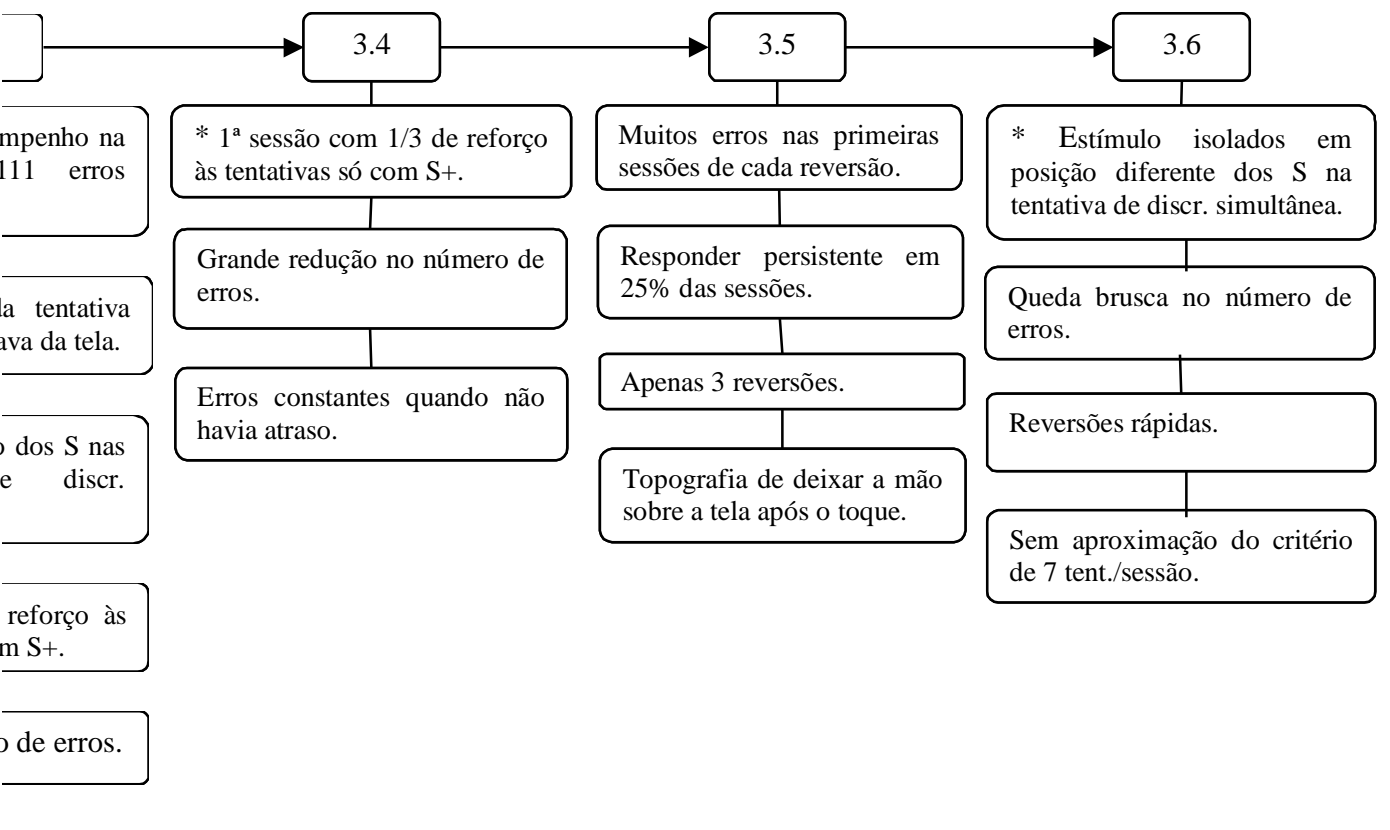 3.4
3.5
3.6
na
111 erros
da tentativa
da tela.
dos S nas
discr.
reforço às
S+.
de erros.
* 1ª sessão com 1/3 de reforço
às tentativas só com S+.
Grande redução no número de
erros.
Erros constantes quando não
havia atraso.
Muitos erros nas primeiras
sessões de cada reversão.
Responder persistente em
25% das sessões.
Apenas 3 reversões.
Topografia de deixar a mão
sobre a tela após o toque.
* Estímulo isolados em
posição diferente dos S na
tentativa de discr. simultânea.
Queda brusca no número de
erros.
Reversões rápidas.
Sem aproximação do critério
de 7 tent./sessão.